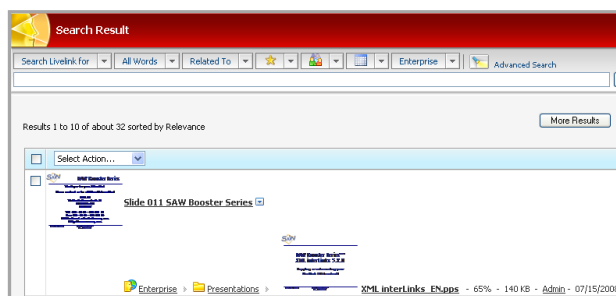 Search Result
Search Livelink for All Words Related To Enterprise Advanced Search
Results 1 to 10 of about 32 sorted by Relevance More Results
Select Action...
Slide 011 SAW Booster Series
Enterprise Presentations XML interLinks_EN.pps - 65% - 140 KB - Admin - 07/15/200